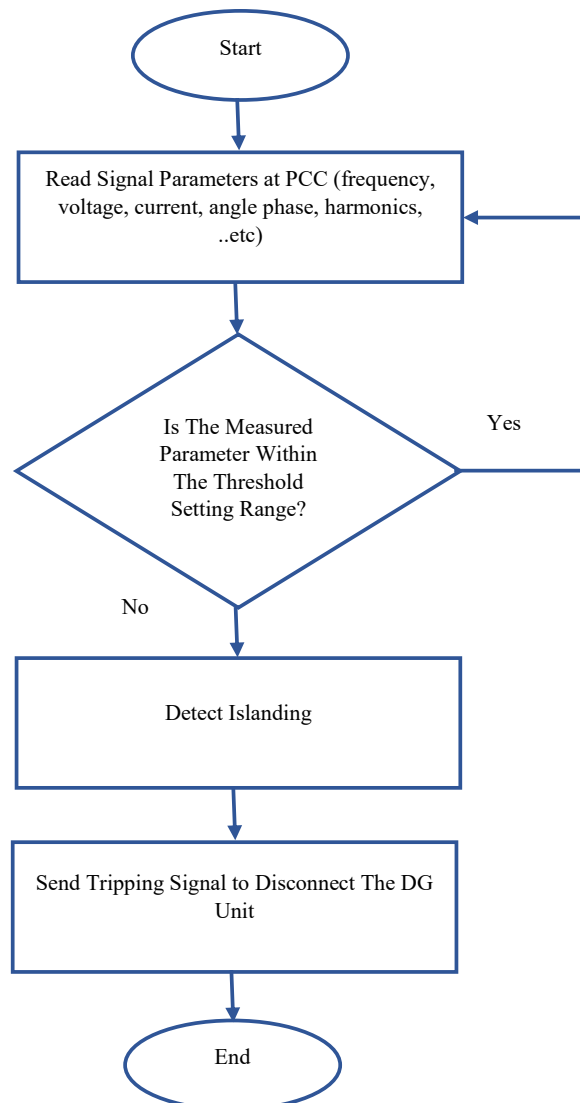 Start
Read Signal Parameters at PCC (frequency,
voltage, current, angle phase, harmonics,
..etc)
Is The Measured
Parameter Within
The Threshold
Setting Range?
Yes
No
Detect Islanding
Send Tripping Signal to Disconnect The DG
Unit
End